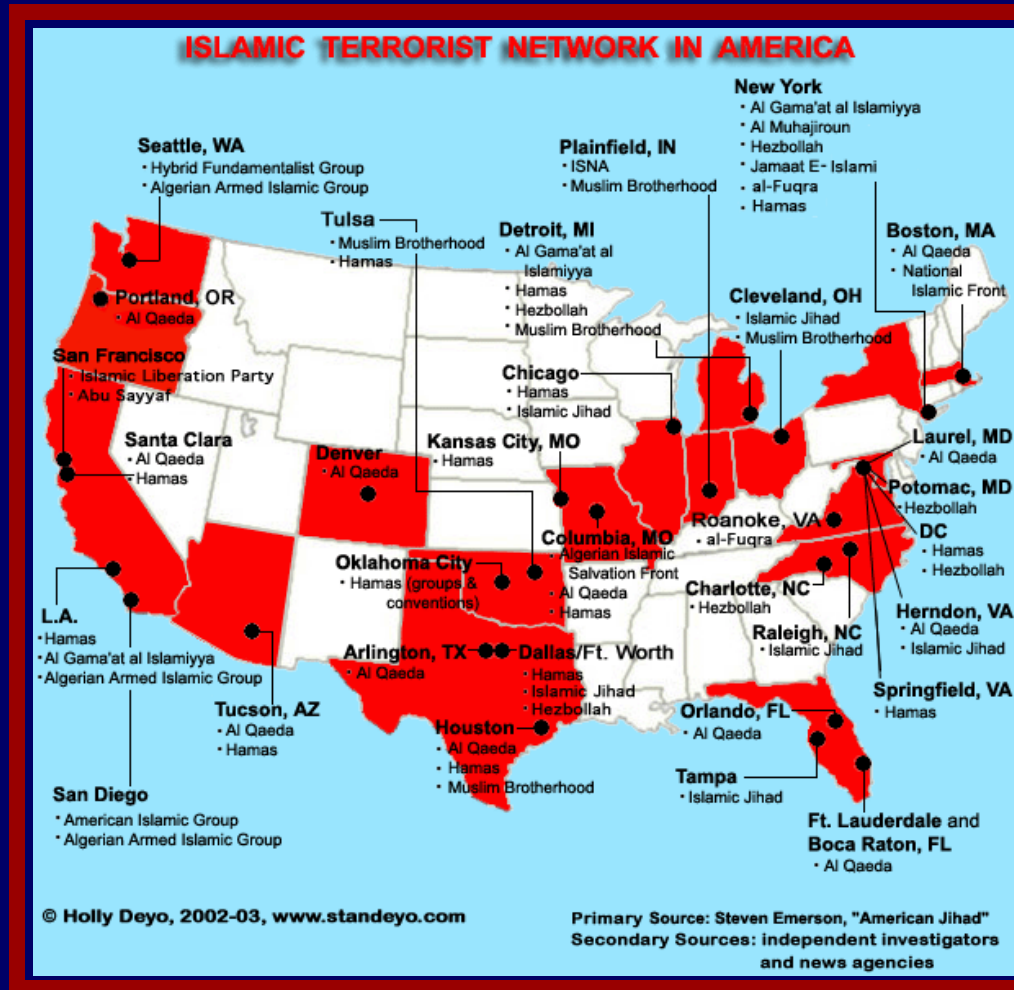 ISLAMIC TERRORIST NETWORK IN AMERICA
New York
· Al Gama'at al Islamiyya
· Al Muhajiroun
· Hezbollah
· Jamaat E- Islami
· al-Fuqra
· Hamas
Seattle, WA
· Hybrid Fundamentalist Group
· Algerian Armed Islamic Group
Plainfield, IN
· ISNA
· Muslim Brotherhood
Tulsa
· Muslim Brotherhood
· Hamas
Detroit, MI
· Al Gama'at al
Islamiyya
· Hamas
· Hezbollah
· Muslim Brotherhood
Boston, MA
· Al Qaeda
· National
Islamic Front
Cleveland, OH
· Islamic Jihad
· Muslim Brotherhood
Portland, OR
· Al Qaeda
San Francisco
· Islamic Liberation Party
· Abu Sayyaf
Chicago
· Hamas
· Islamic Jihad
Santa Clara
· Al Qaeda
· Hamas
Denver
· Al Qaeda
Kansas City, MO
· Hamas
Laurel, MD
· Al Qaeda
Potomac, MD
· Hezbollah
DC
· Hamas
· Hezbollah
Roanoke, VA
· al-Fuqra
Columbia, MO
· Algerian Islamic
Salvation Front
· Al Qaeda
· Hamas
Oklahoma City
· Hamas (groups &
conventions)
Charlotte, NC
· Hezbollah
Raleigh, NC
· Islamic Jihad
Herndon, VA
· Al Qaeda
· Islamic Jihad
Springfield, VA
· Hamas
L.A.
· Hamas
· Al Gama'at al Islamiyya
· Algerian Armed Islamic Group
Arlington, TX
· Al Qaeda
Dallas/Ft. Worth
· Hamas
· Islamic Jihad
· Hezbollah
Tucson, AZ
· Al Qaeda
· Hamas
Houston
· Al Qaeda
· Hamas
· Muslim Brotherhood
Orlando, FL
· Al Qaeda
Tampa
· Islamic Jihad
San Diego
· American Islamic Group
· Algerian Armed Islamic Group
Ft. Lauderdale and
Boca Raton, FL
· Al Qaeda
© Holly Deyo, 2002-03, www.standeyo.com
Primary Source: Steven Emerson, "American Jihad"
Secondary Sources: independent investigators
and news agencies